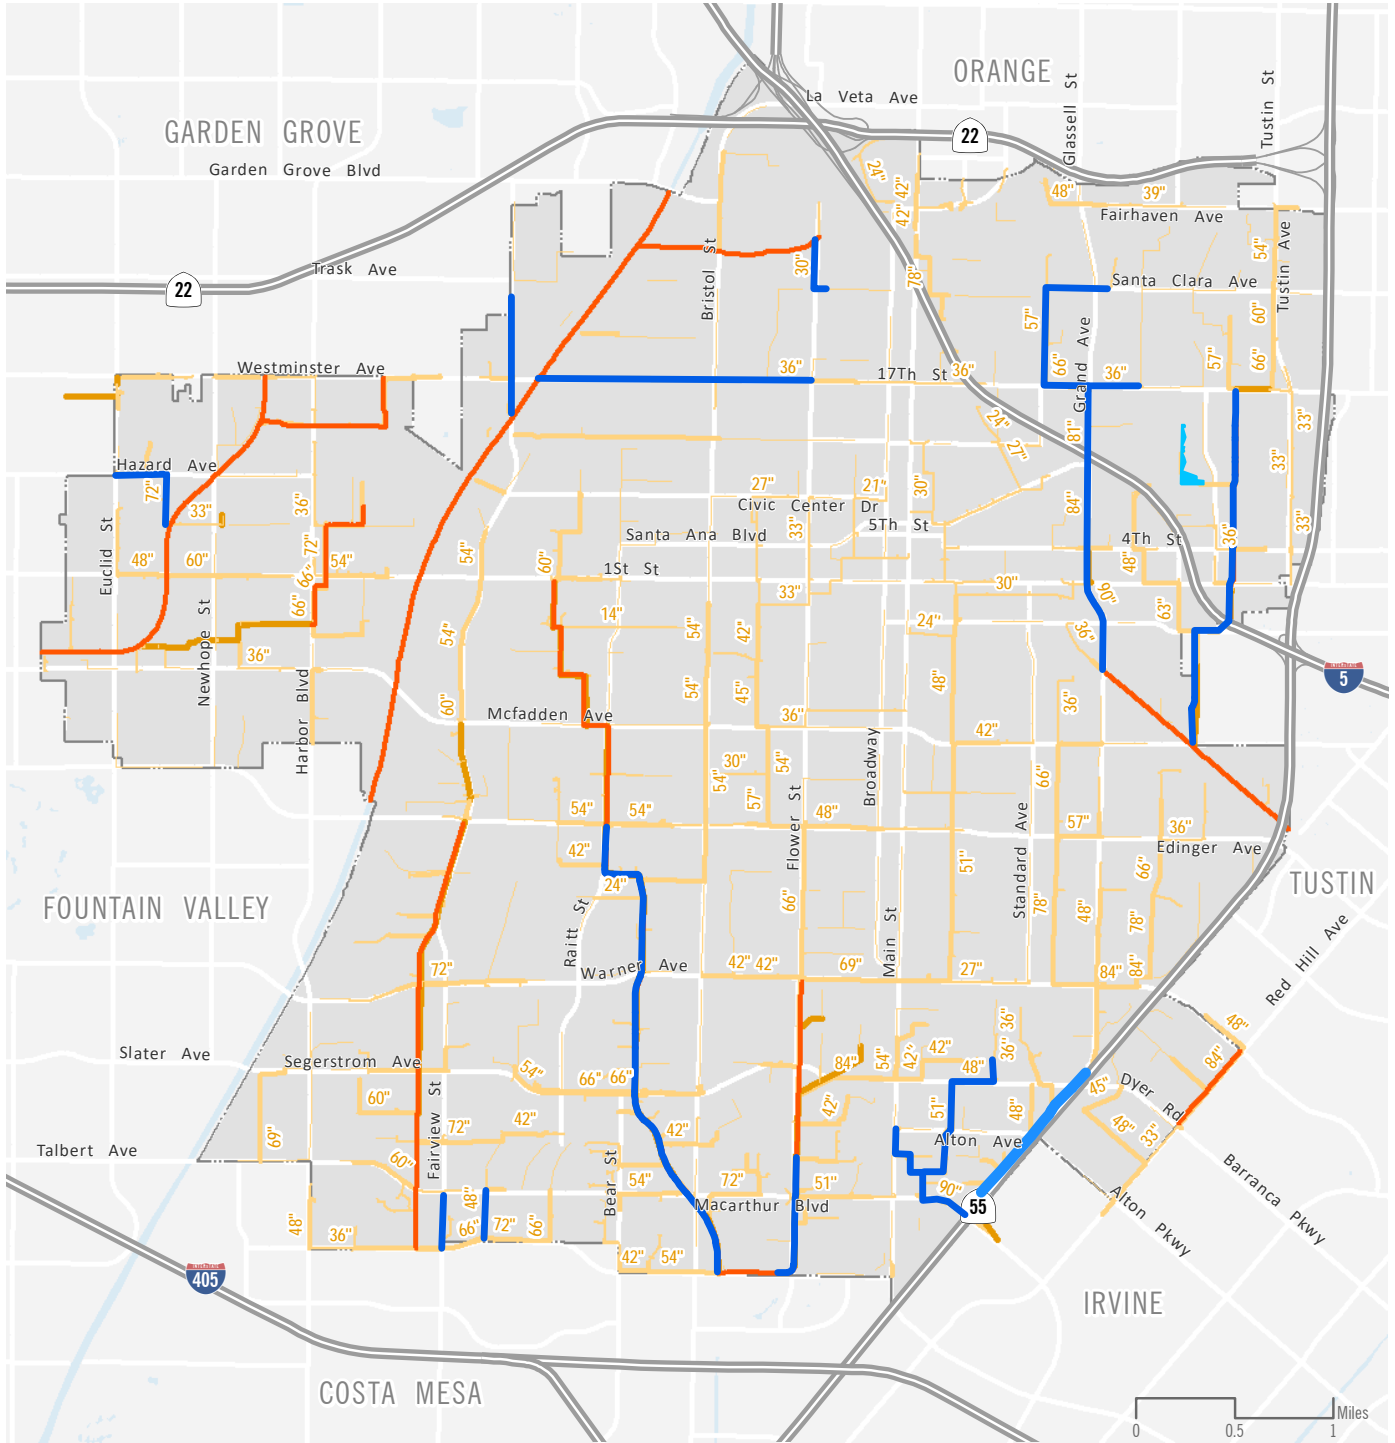 ORANGE
La Veta Ave
Glassell St
Tustin St
GARDEN GROVE
22
Garden Grove Blvd
24"
42"
48"
39"
42"
Fairhaven Ave
Bristol St
54"
Tustin Ave
Trask Ave
30"
78"
Santa Clara Ave
22
57"
60"
Grand Ave
Westminster Ave
36"
17Th St
36"
66"
36"
57"
66"
24"
27"
81"
33"
Hazard Ave
33"
72"
27"
21"
30"
36"
33"
Civic Center Dr
84"
5Th St
33"
33"
Euclid St
72"
54"
Santa Ana Blvd
4Th St
36"
48"
60"
54"
60"
1St St
48"
66"
30"
90"
33"
66"
14"
63"
Newhope St
54"
54"
42"
24"
36"
36"
48"
5
Harbor Blvd
60"
54"
45"
36"
Mcfadden Ave
36"
42"
Broadway
30"
54"
54"
66"
57"
Flower St
54"
54"
48"
57"
36"
Standard Ave
Edinger Ave
42"
51"
66"
24"
TUSTIN
FOUNTAIN VALLEY
66"
78"
48"
78"
Raitt St
Main St
Red Hill Ave
Warner Ave
72"
42"
42"
69"
27"
84"
84"
36"
48"
Slater Ave
Segerstrom Ave
42"
36"
84"
54"
42"
48"
84"
54"
66"
66"
45"
Dyer Rd
60"
Fairview St
42"
51"
48"
72"
42"
42"
48"
33"
69"
Alton Ave
Talbert Ave
60"
Bear St
54"
72"
51"
90"
Barranca Pkwy
48"
Macarthur Blvd
55
Alton Pkwy
48"
36"
66"
72"
66"
42"
54"
405
IRVINE
COSTA MESA
Miles
0
0.5
1